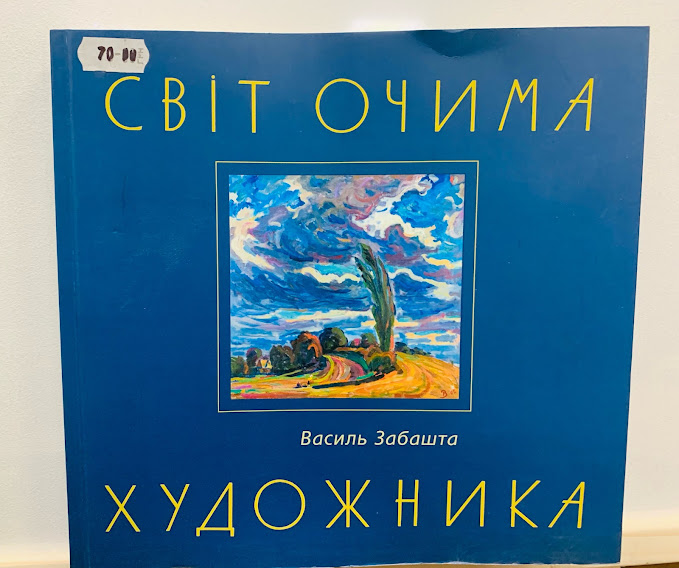 70-00
СВІТ ОЧИМА
Василь Забашта
ХУДОЖНИКА